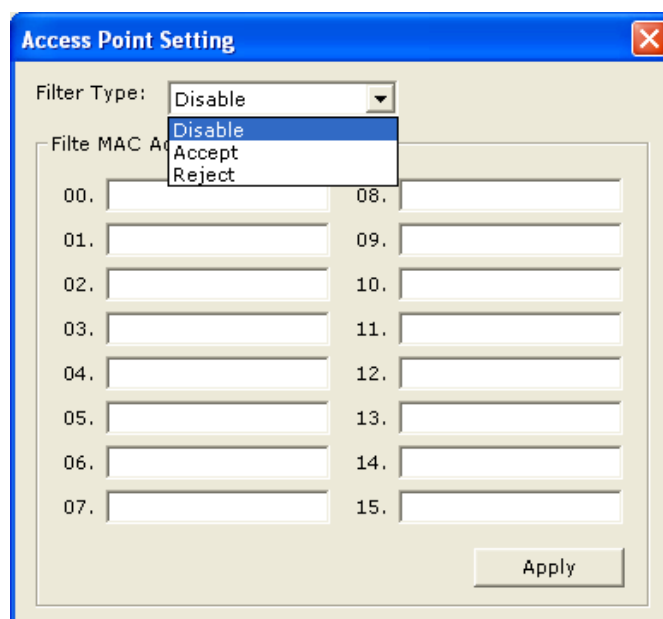 Access Point Setting
Filter Type: Disable
Disable
Accept
Reject
Filte MAC
00.
08.
01.
09.
02.
10.
03.
11.
04.
12.
05.
13.
06.
14.
07.
15.
Apply